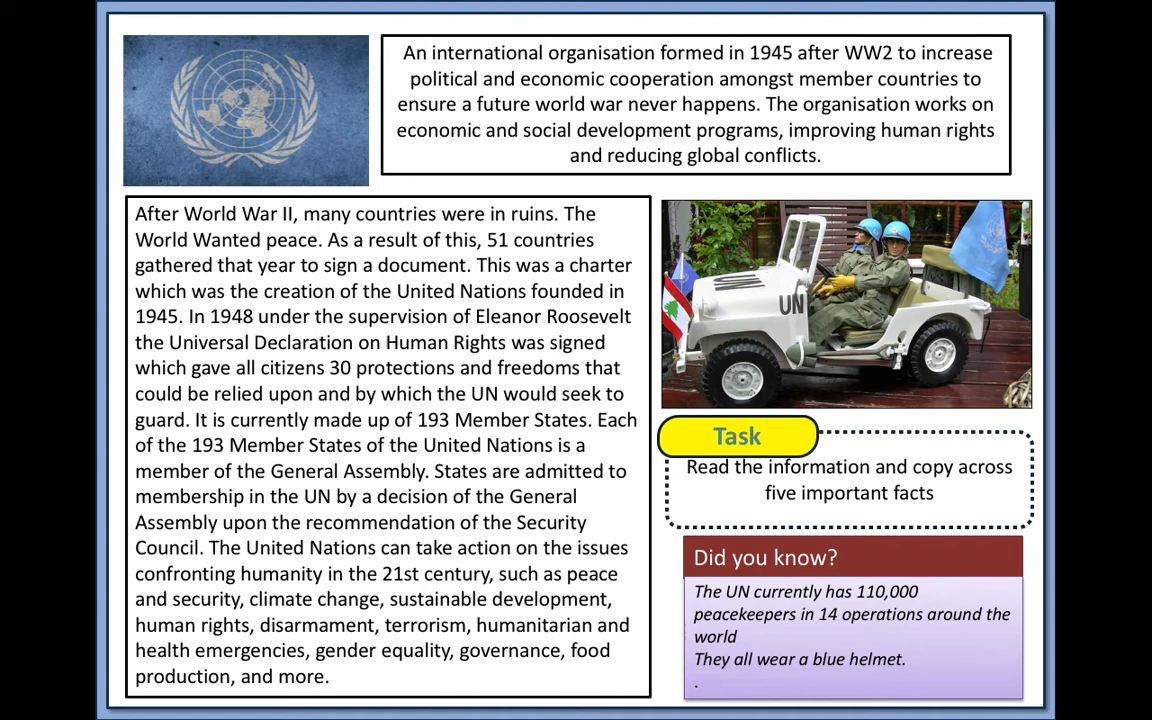 An international organisation formed in 1945 after WW2 to increase
political and economic cooperation amongst member countries to
ensure a future world war never happens. The organisation works on
economic and social development programs, improving human rights
and reducing global conflicts.
After World War II, many countries were in ruins. The
World Wanted peace. As a result of this, 51 countries
gathered that year to sign a document. This was a charter
which was the creation of the United Nations founded in
1945. In 1948 under the supervision of Eleanor Roosevelt
the Universal Declaration on Human Rights was signed
which gave all citizens 30 protections and freedoms that
could be relied upon and by which the UN would seek to
guard. It is currently made up of 193 Member States. Each
of the 193 Member States of the United Nations is a
member of the General Assembly. States are admitted to
membership in the UN by a decision of the General
Assembly upon the recommendation of the Security
Council. The United Nations can take action on the issues
confronting humanity in the 21st century, such as peace
and security, climate change, sustainable development,
human rights, disarmament, terrorism, humanitarian and
health emergencies, gender equality, governance, food
production, and more.
UN
UN
Task
Read the information and copy across
five important facts
Did you know?
The UN currently has 110,000
peacekeepers in 14 operations around the
world
They all wear a blue helmet.
.